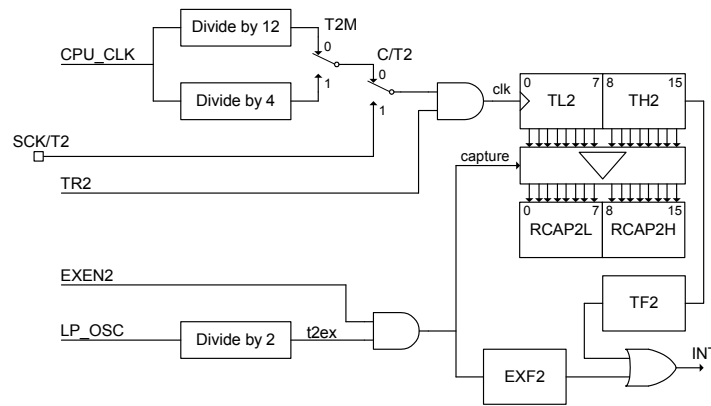 Divide by 12
T2M
CPU_CLK
0
C/T2
0
1
Divide by 4
1
clk
0 7 8 15
TL2 TH2
SCK/T2
capture
TR2
0 7 8 15
RCAP2L RCAP2H
EXEN2
TF2
LP_OSC
Divide by 2
t2ex
INT
EXF2